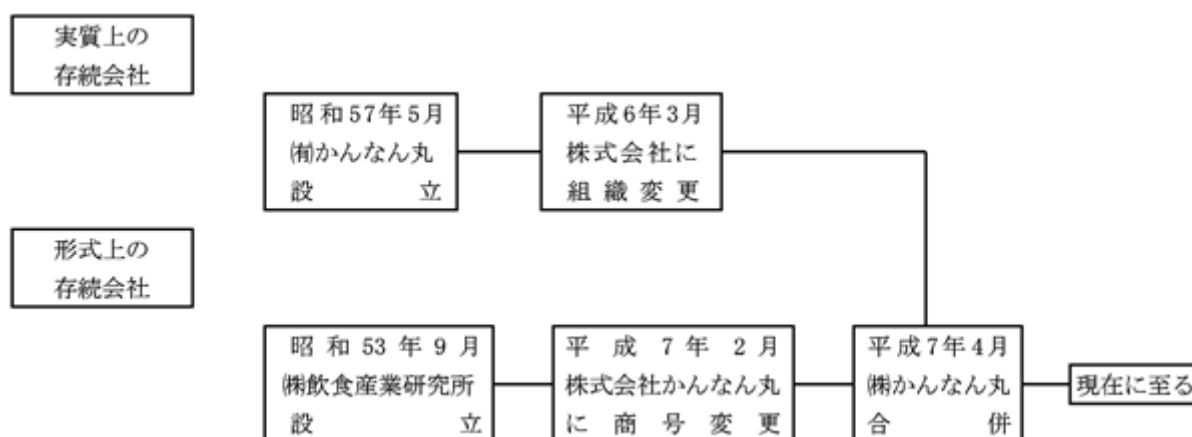 実質上の
存続会社
昭和57年5月
㈲かんなん丸
設立
平成6年3月
株式会社に
組織変更
形式上の
存続会社
昭和53年9月
㈱飲食産業研究所
設立
平成7年2月
株式会社かんなん丸
に商号変更
平成7年4月
㈱かんなん丸
合併
現在に至る